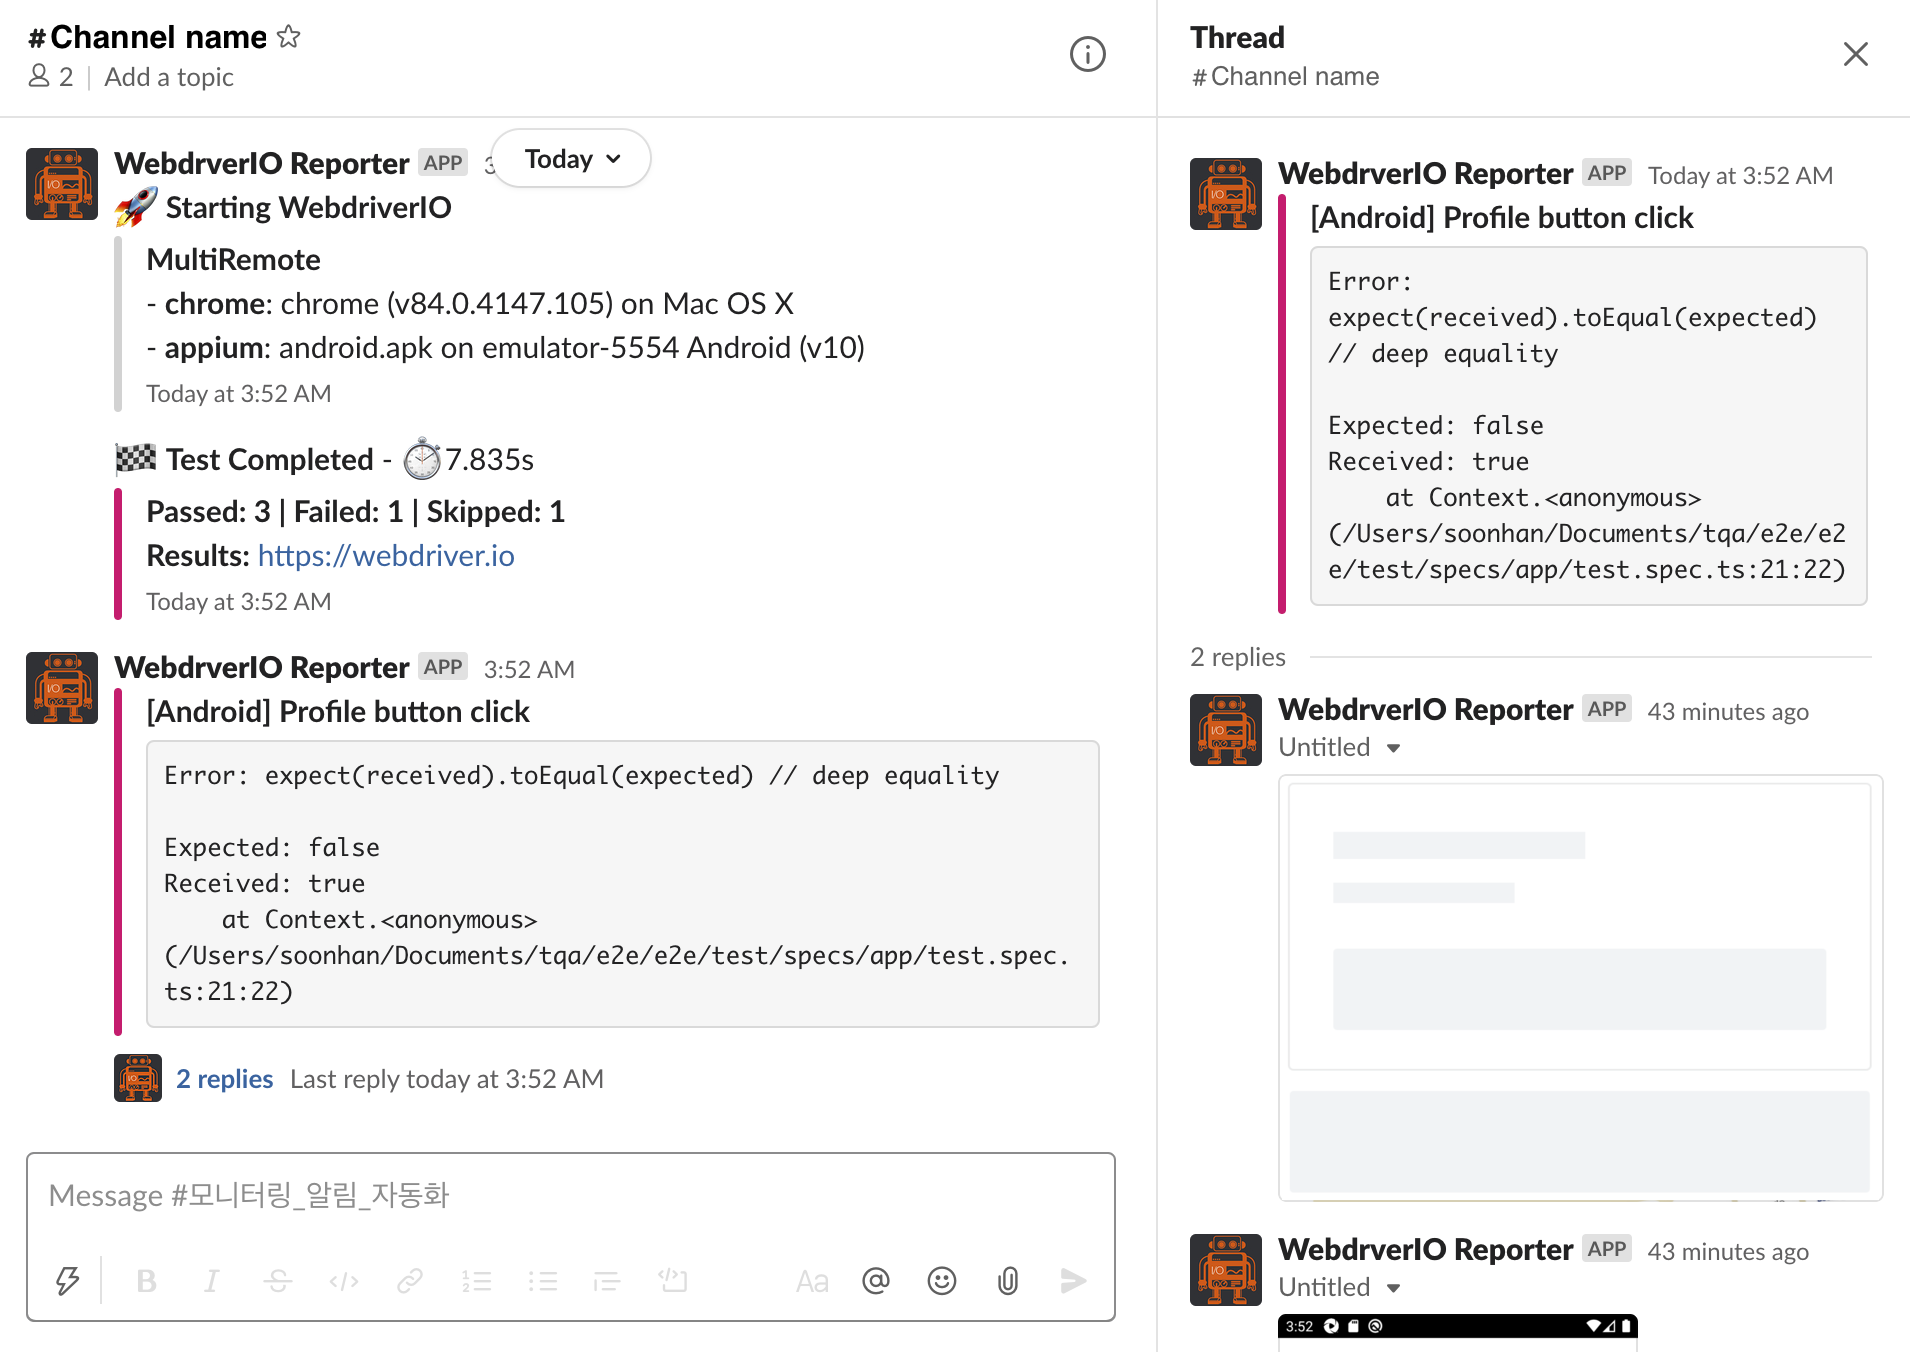 #Channel name
2 | Add a topic
Today
WebdrverIO Reporter APP
Starting WebdriverIO
MultiRemote
- chrome: chrome (v84.0.4147.105) on Mac OS X
- appium: android.apk on emulator-5554 Android (v10)
Today at 3:52 AM
Test Completed - 7.835s
Passed: 3 | Failed: 1 | Skipped: 1
Results: https://webdriver.io
Today at 3:52 AM
WebdrverIO Reporter APP 3:52 AM
[Android] Profile button click
Error: expect(received).toEqual(expected) // deep equality
Expected: false
Received: true
at Context.<anonymous>
(/Users/soonhan/Documents/tqa/e2e/e2e/test/specs/app/test.spec.
ts:21:22)
2 replies Last reply today at 3:52 AM
Message #모니터링_알림_자동화
Aa
Thread
#Channel name
WebdrverIO Reporter APP Today at 3:52 AM
[Android] Profile button click
Error:
expect(received).toEqual(expected)
// deep equality
Expected: false
Received: true
at Context.<anonymous>
(/Users/soonhan/Documents/tqa/e2e/e2
e/test/specs/app/test.spec.ts:21:22)
2 replies
WebdrverIO Reporter APP 43 minutes ago
Untitled
WebdrverIO Reporter APP 43 minutes ago
Untitled
3:52